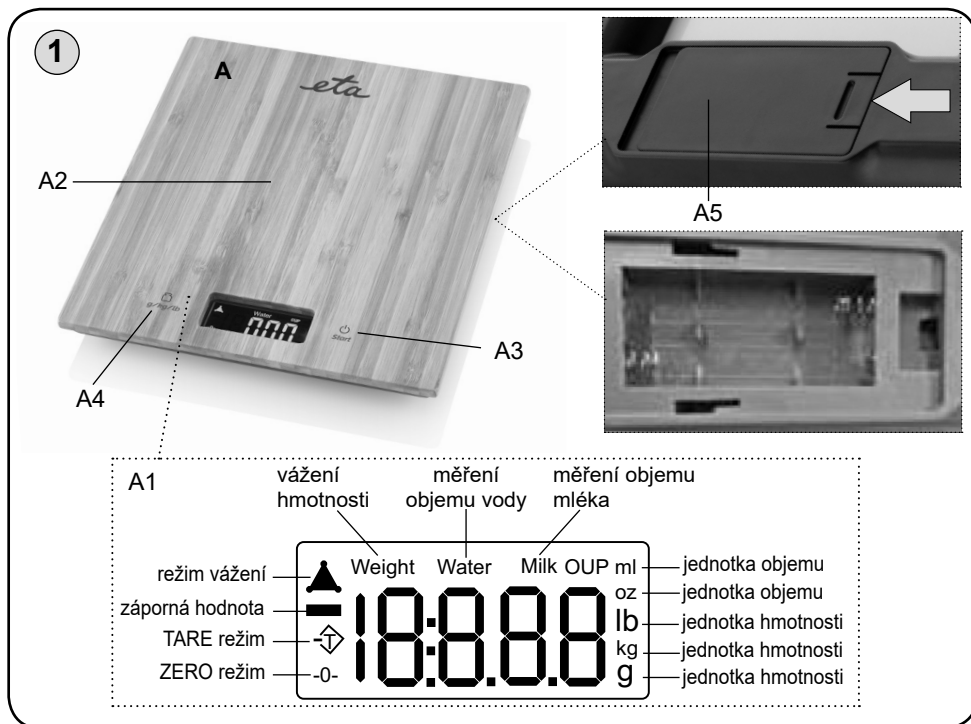 1
A
eta
A2
A5
g/kg/lb
Water
000
Start
A3
A4
A1
vážení
hmotnosti
měření
objemu vody
měření objemu
mléka
režim vážení
Weight
Water
Milk
OUP
ml
jednotka objemu
záporná hodnota
oz
jednotka objemu
TARE režim
T
18:8.8.8
lb
jednotka hmotnosti
kg
jednotka hmotnosti
ZERO režim
-0-
g
jednotka hmotnosti